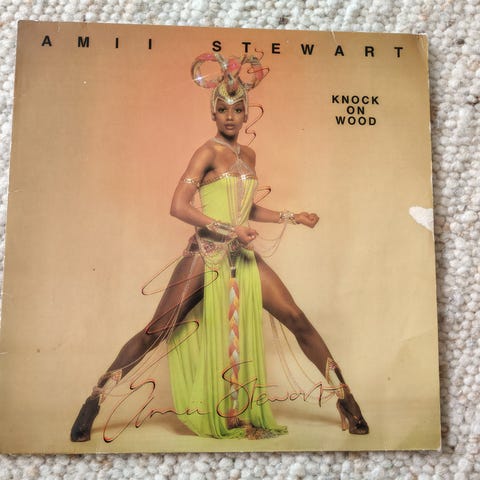 AMII STEWART
KNOCK
ON
WOOD
Amii Stewart